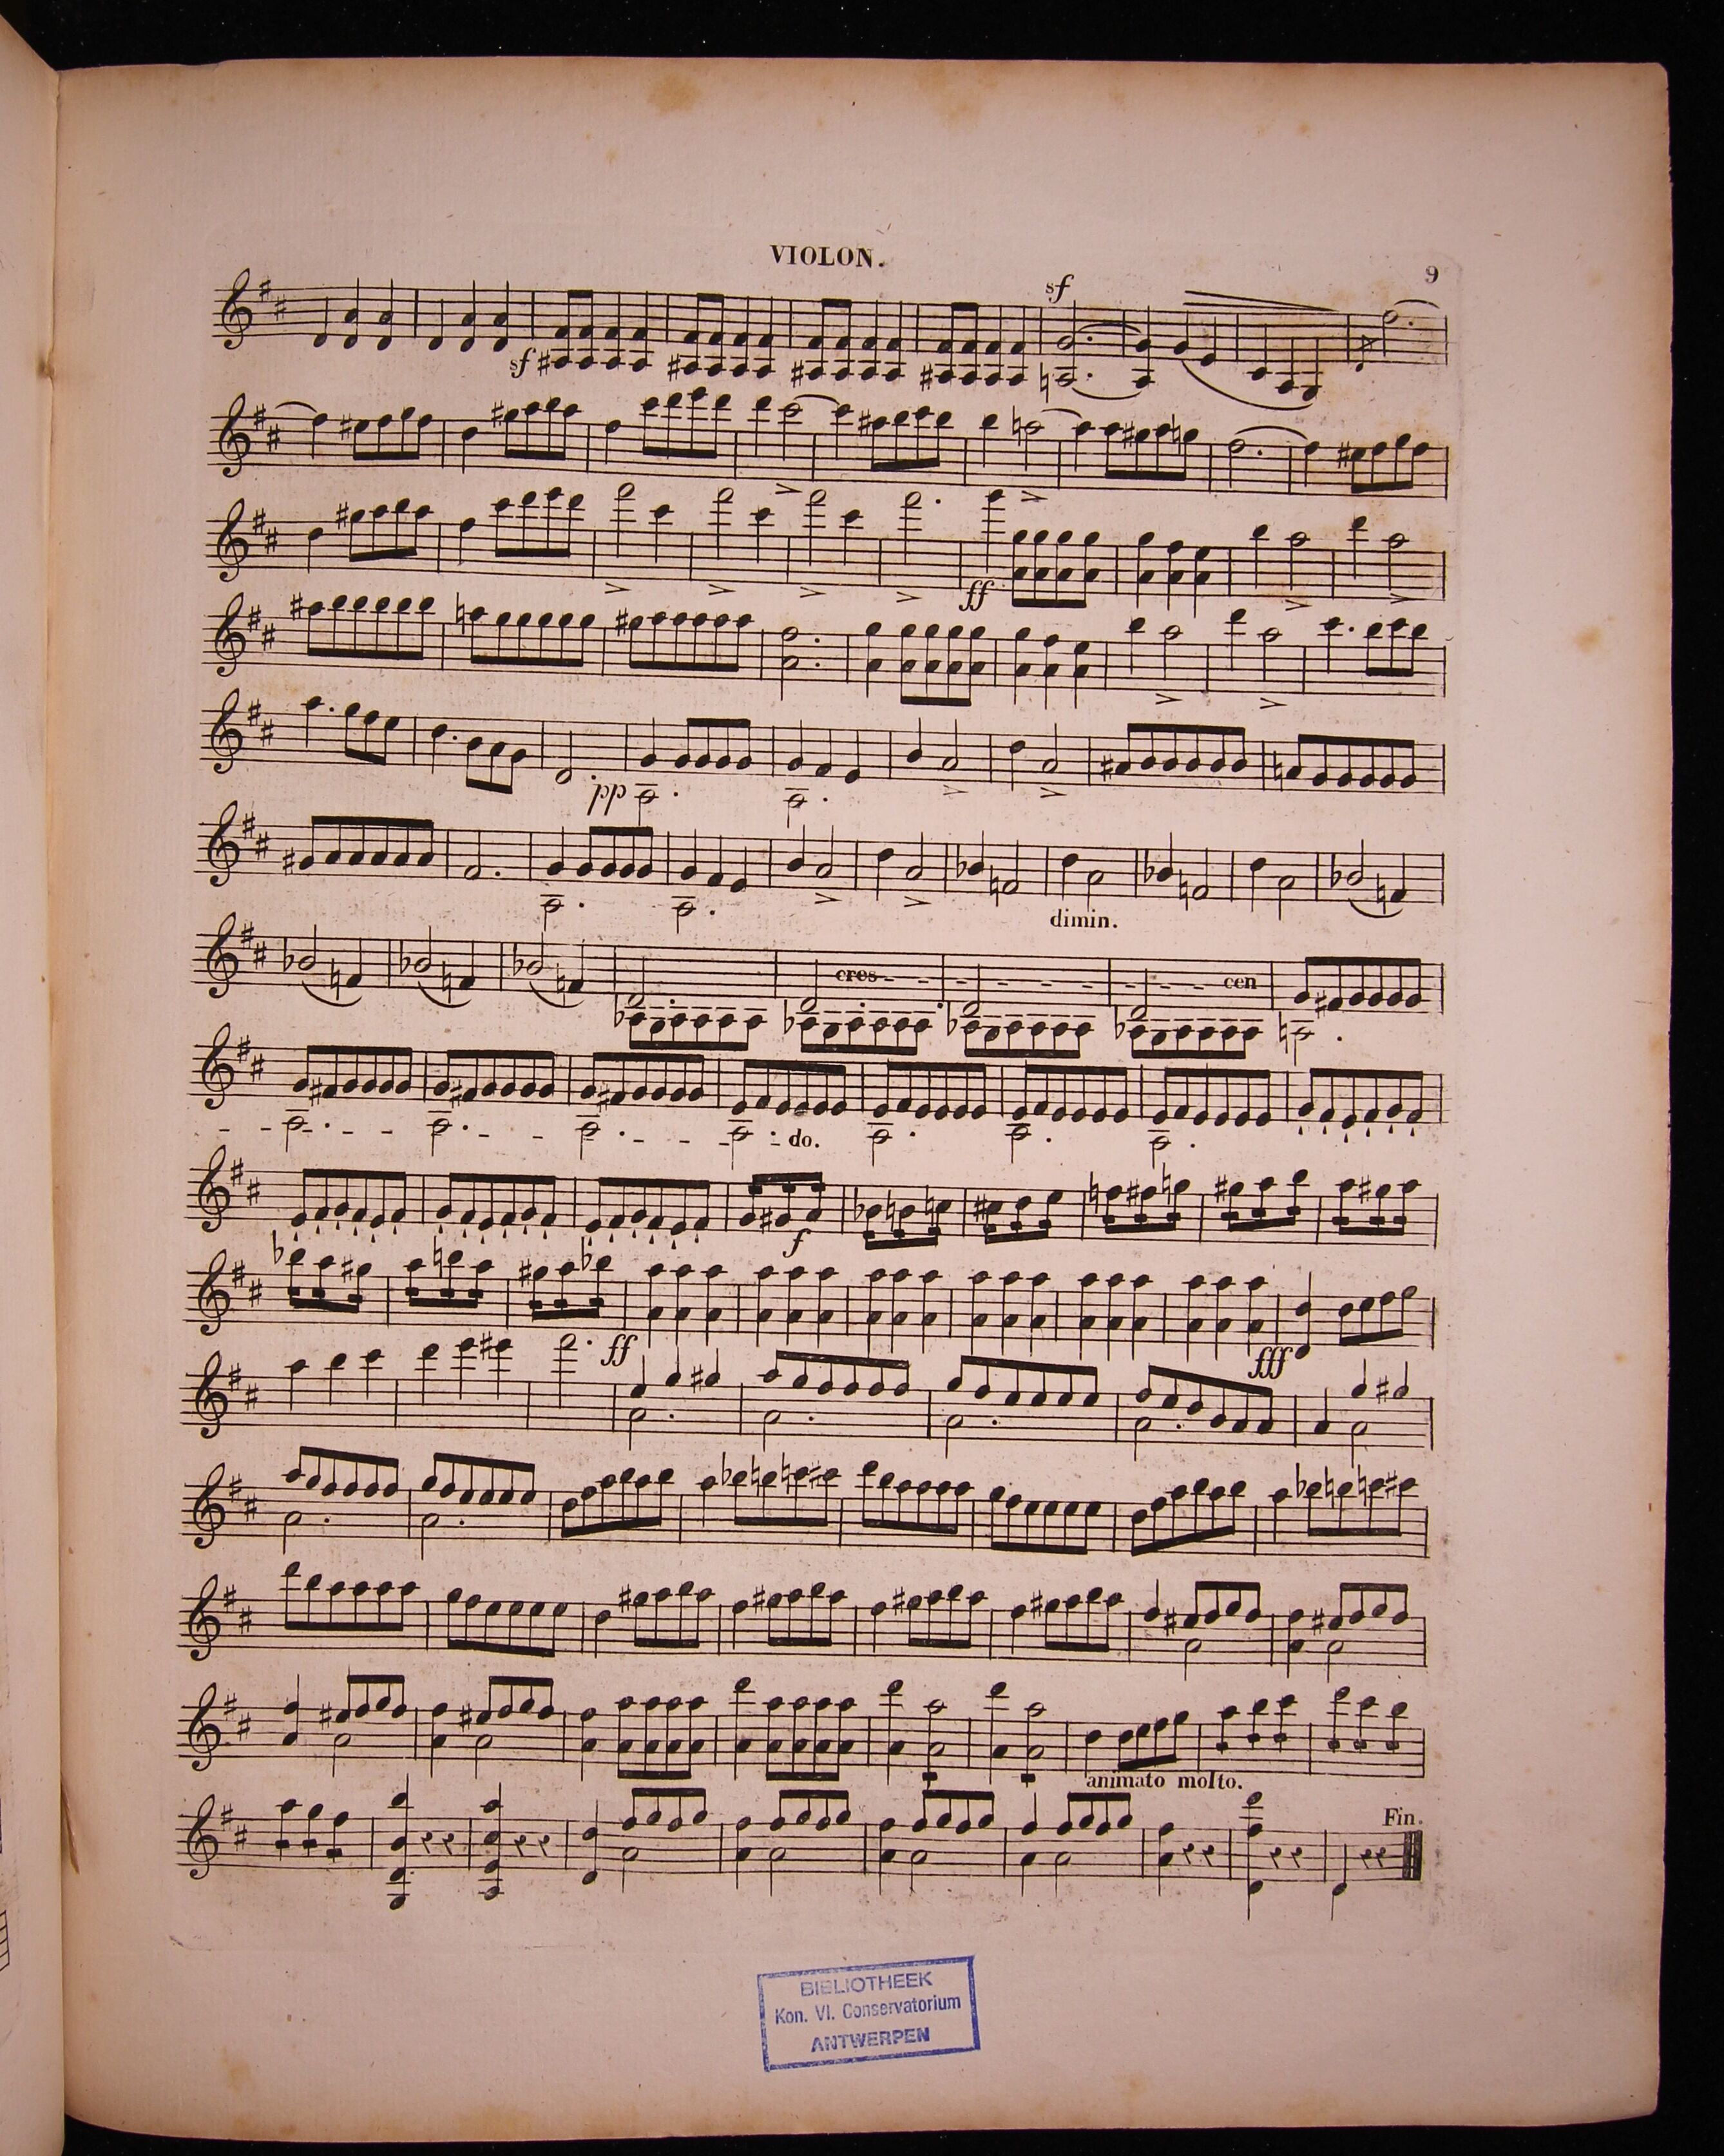 VIOLON.
9
sf
sf
ff
pp
dimin.
cres - - - - - - - - cen
- - - - - - - - - do.
f
ff
fff
animato molto.
Fin.
BIBLIOTHEEK
Kon. Vl. Conservatorium
ANTWERPEN